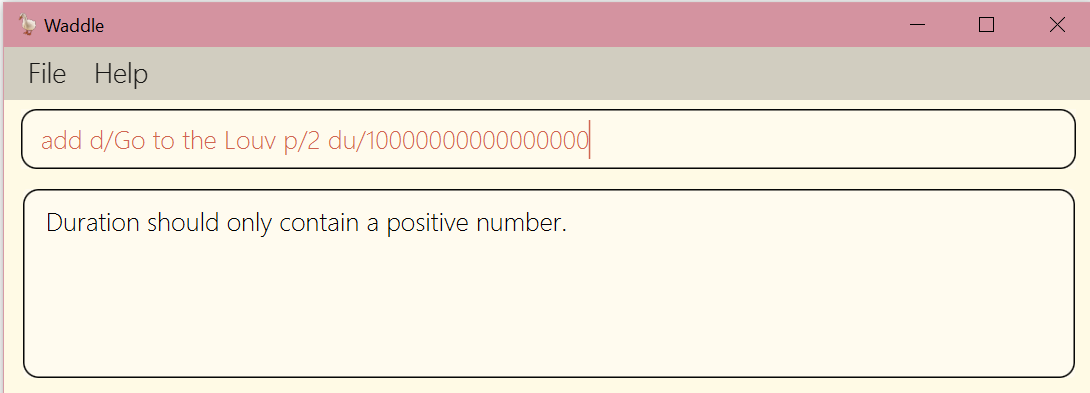 Waddle
File Help
add d/Go to the Louv p/2 du/10000000000000000
Duration should only contain a positive number.